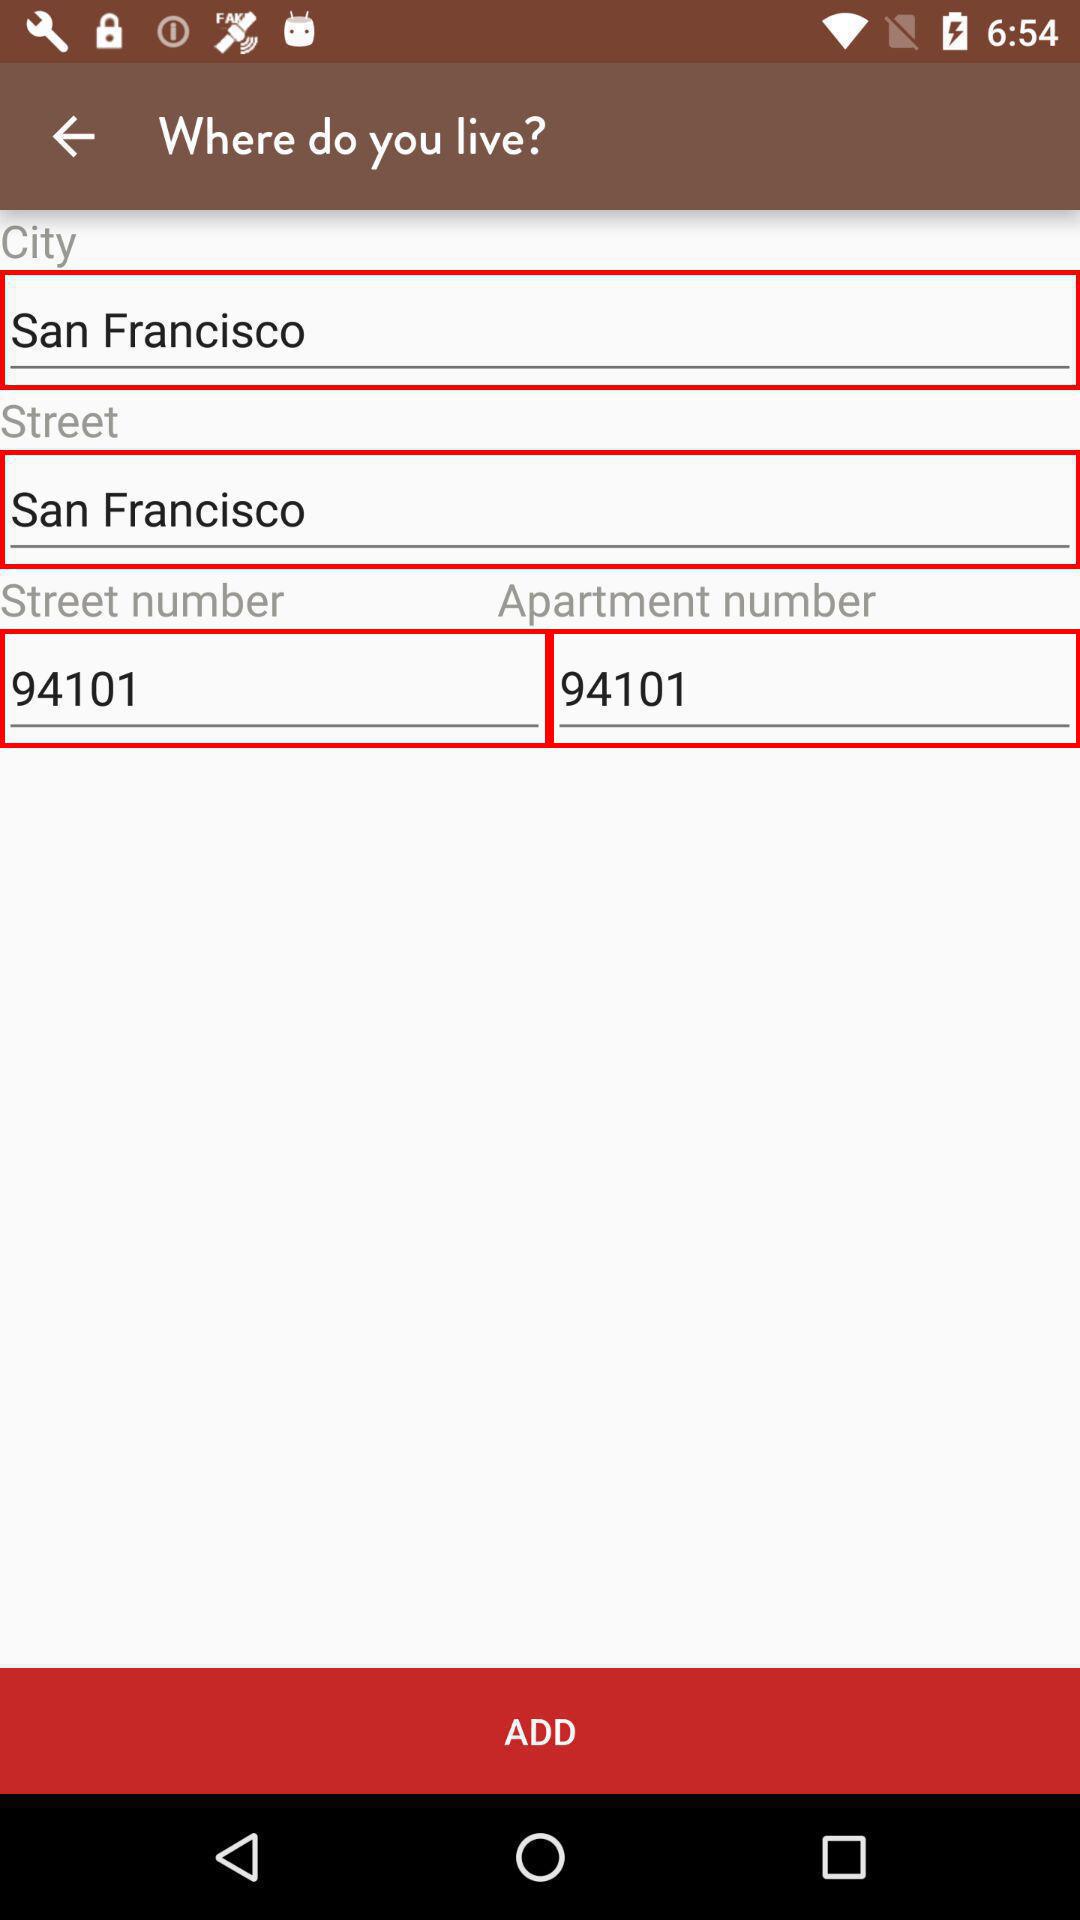 FAKE
6:54
Where do you live?
City
San Francisco
Street
San Francisco
Street number Apartment number
94101 94101
ADD